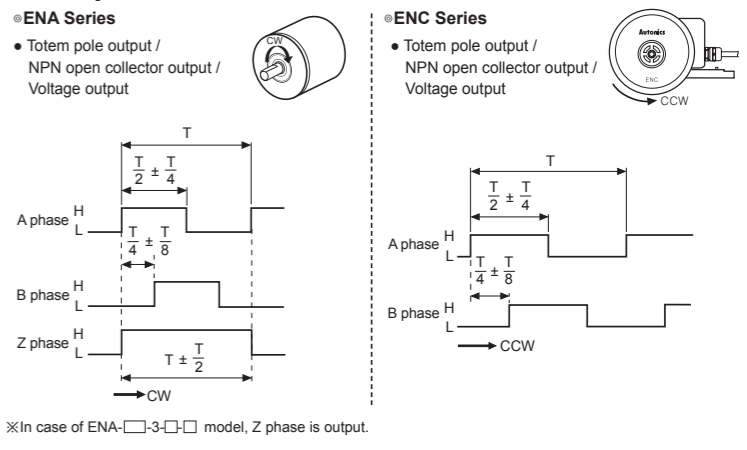 ◎ENA Series
● Totem pole output /
NPN open collector output /
Voltage output
CW
T
T/2 ± T/4
A phase H
L
T/4 ± T/8
B phase H
L
Z phase H
L
T ± T/2
CW
◎ENC Series
● Totem pole output /
NPN open collector output /
Voltage output
Autonics
ENC
CCW
T
T/2 ± T/4
A phase H
L
T/4 ± T/8
B phase H
L
CCW
※In case of ENA-□-3-□-□ model, Z phase is output.